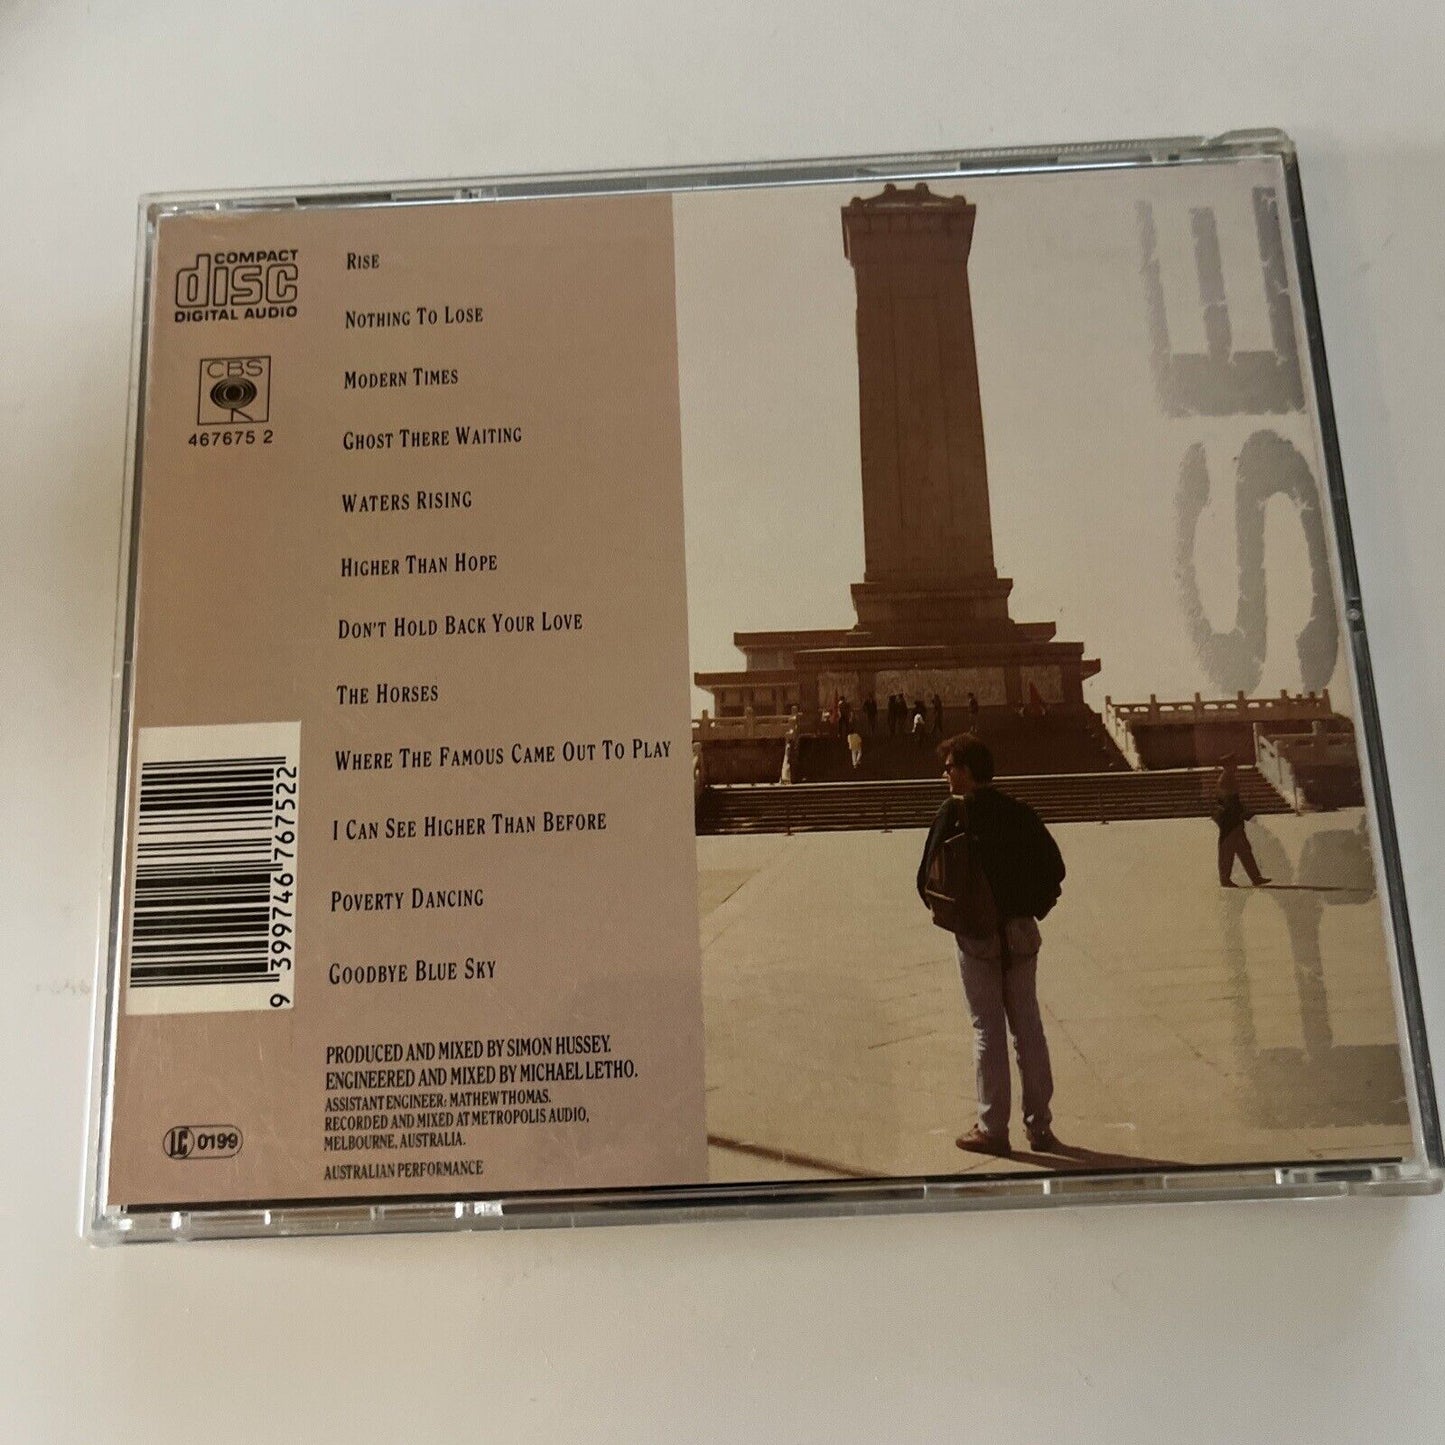 COMPACT
disc
DIGITAL AUDIO
CBS
467675 2
RISE
NOTHING TO LOSE
MODERN TIMES
GHOST THERE WAITING
WATERS RISING
HIGHER THAN HOPE
DON'T HOLD BACK YOUR LOVE
THE HORSES
WHERE THE FAMOUS CAME OUT TO PLAY
I CAN SEE HIGHER THAN BEFORE
POVERTY DANCING
GOODBYE BLUE SKY
9 399746 767522
PRODUCED AND MIXED BY SIMON HUSSEY.
ENGINEERED AND MIXED BY MICHAEL LETHO.
ASSISTANT ENGINEER: MATHEW THOMAS.
RECORDED AND MIXED AT METROPOLIS AUDIO,
MELBOURNE, AUSTRALIA.
AUSTRALIAN PERFORMANCE
LC 0199
RISE